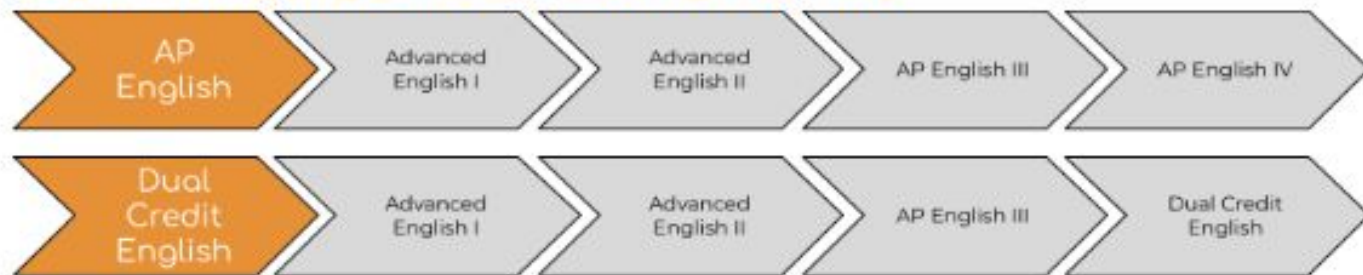 AP
English
Advanced
English I
Advanced
English II
AP English III
AP English IV
Dual
Credit
English
Advanced
English I
Advanced
English II
AP English III
Dual Credit
English